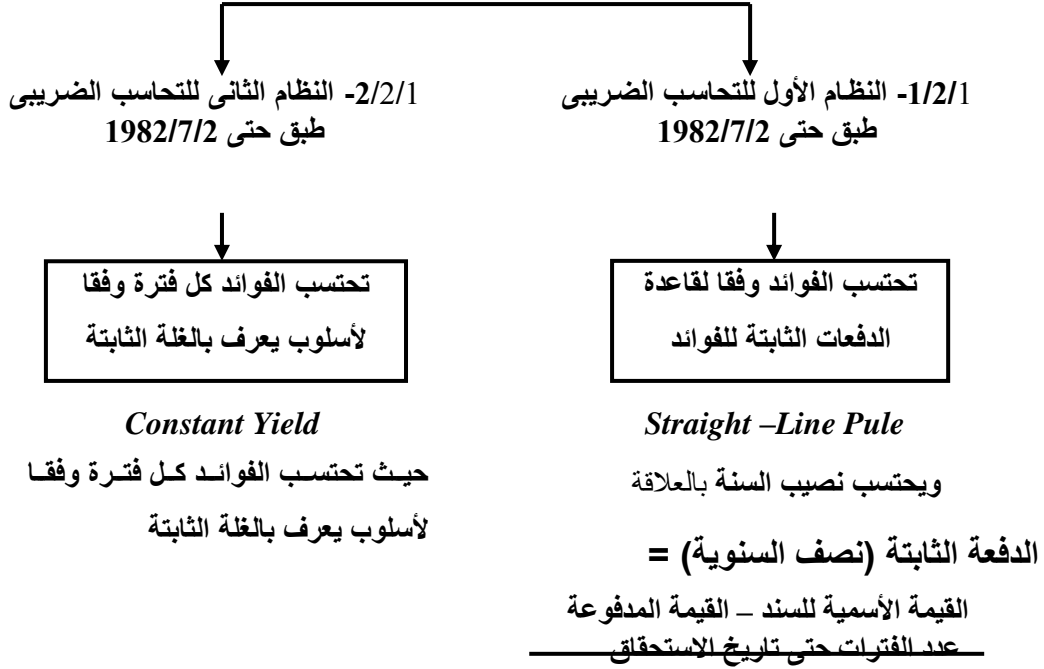 1/2/1- النظام الأول للتحاسب الضريبى
طبق حتى 1982/7/2
تحتسب الفوائد وفقا لقاعدة
الدفعات الثابتة للفوائد
Straight –Line Pule
ويحتسب نصيب السنة بالعلاقة
الدفعة الثابتة (نصف السنوية) =
القيمة الأسمية للسند – القيمة المدفوعة
عدد الفترات حتى تاريخ الاستحقاق
2/2/1- النظام الثانى للتحاسب الضريبى
طبق حتى 1982/7/2
تحتسب الفوائد كل فترة وفقا
لأسلوب يعرف بالغلة الثابتة
Constant Yield
حيث تحتسب الفوائد كل فترة وفقا
لأسلوب يعرف بالغلة الثابتة